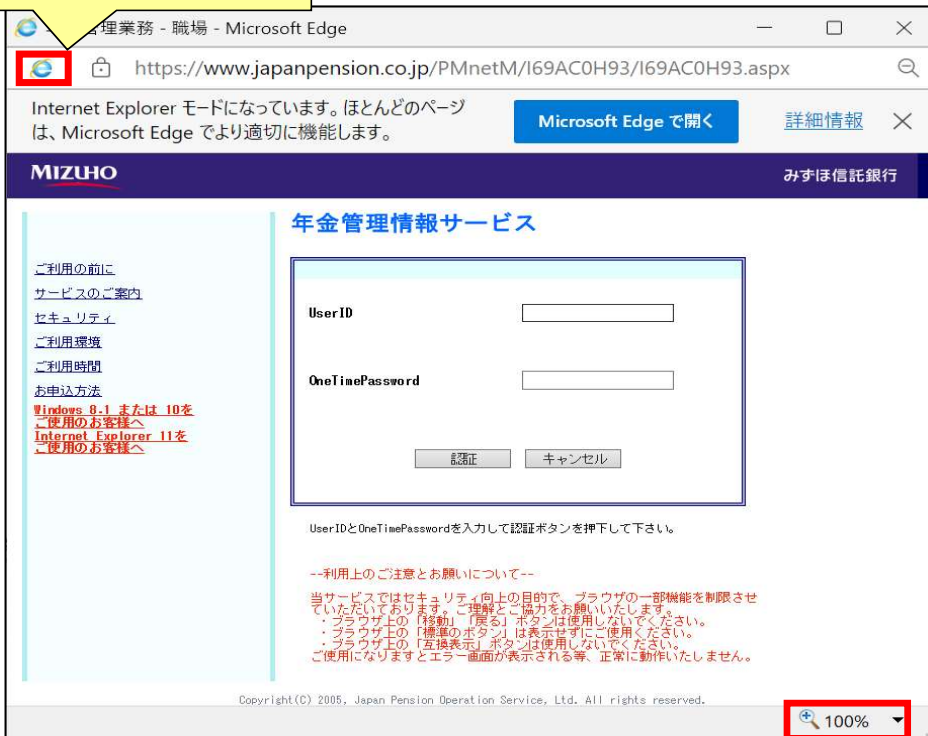 管理業務 - 職場 - Microsoft Edge
https://www.japanpension.co.jp/PMnetM/I69AC0H93/I69AC0H93.aspx
Internet Explorer モードになっています。ほとんどのページ
は、Microsoft Edge でより適切に機能します。
Microsoft Edge で開く
詳細情報
MIZUHO
みずほ信託銀行
年金管理情報サービス
ご利用の前に
サービスのご案内
セキュリティ
ご利用環境
ご利用時間
お申込方法
Windows 8.1 または 10を
ご使用のお客様へ
Internet Explorer 11を
ご使用のお客様へ
UserID
OneTimePassword
認証
キャンセル
UserIDとOneTimePasswordを入力して認証ボタンを押下して下さい。
--利用上のご注意とお願いについて--
当サービスではセキュリティ向上の目的で、ブラウザの一部機能を制限させ
ていただいております。ご理解とご協力をお願いいたします。
・ブラウザ上の「移動」「戻る」ボタンは使用しないでください。
・ブラウザ上の「標準のボタン」は表示せずにご使用ください。
・ブラウザ上の「互換表示」ボタンは使用しないでください。
ご使用になりますとエラー画面が表示される等、正常に動作いたしません。
Copyright(C) 2005, Japan Pension Operation Service, Ltd. All rights reserved.
100%